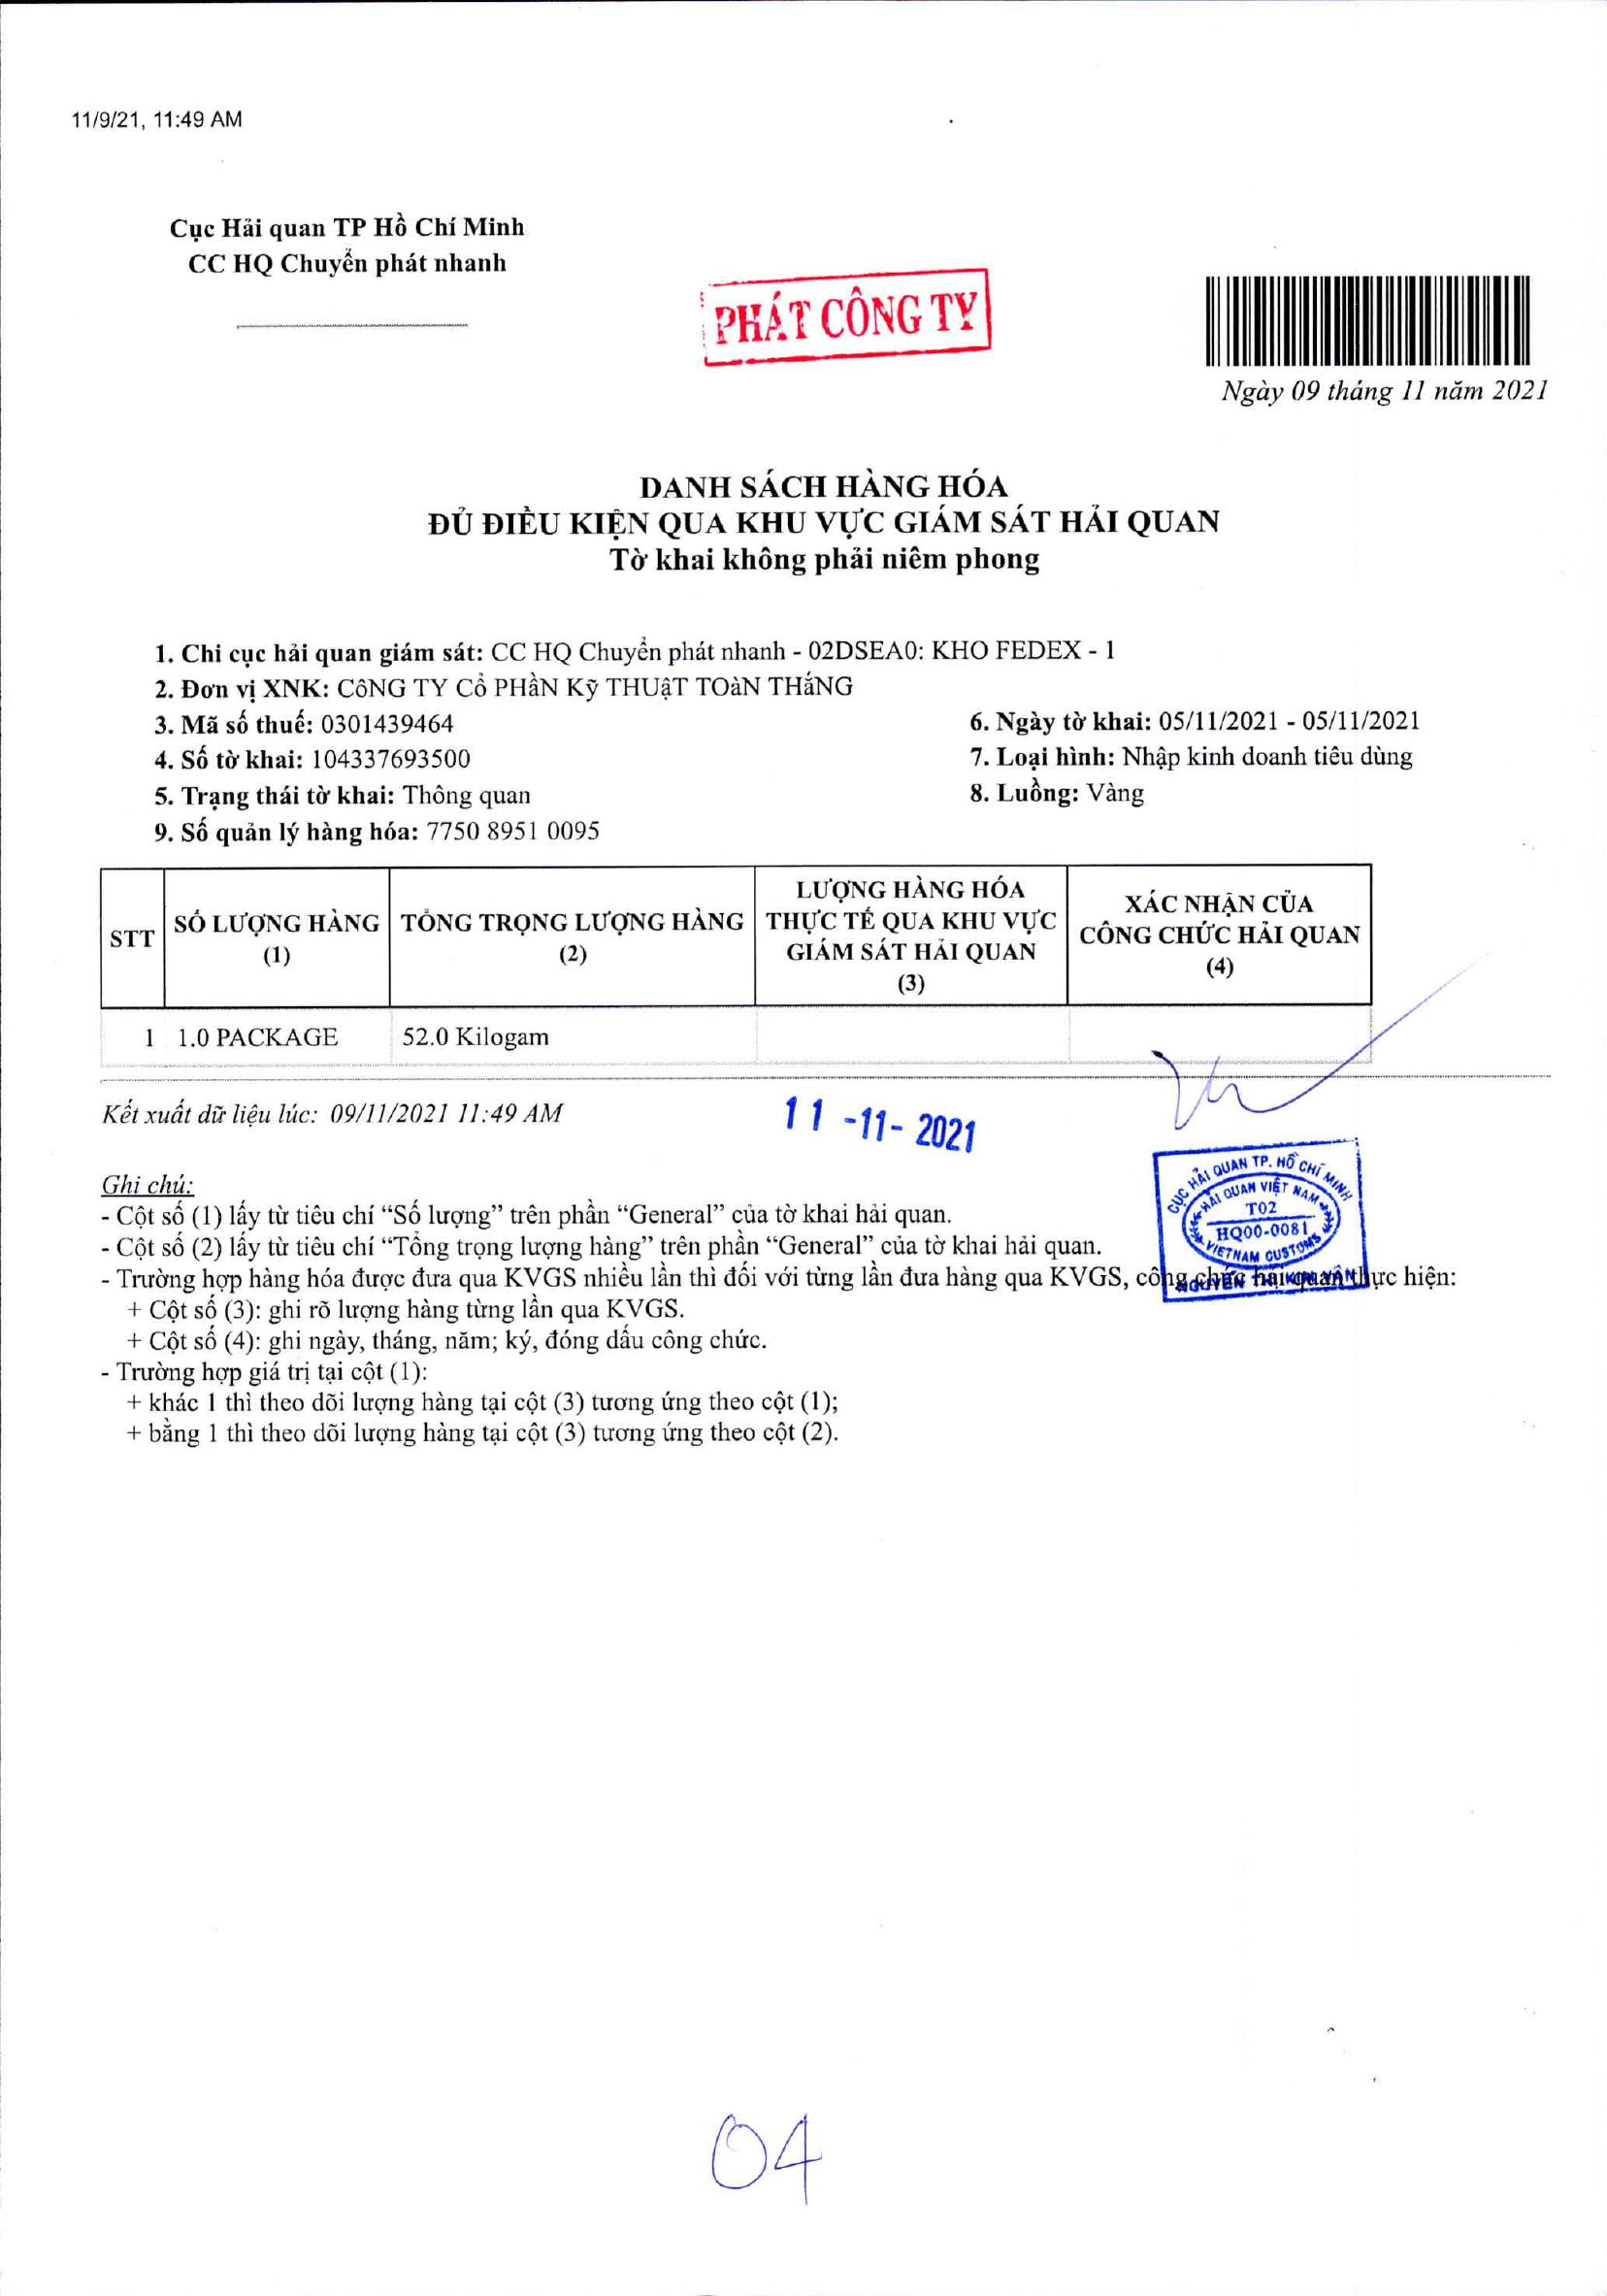 11/9/21, 11:49 AM
Cục Hải quan TP Hồ Chí Minh
CC HQ Chuyển phát nhanh
PHÁT CÔNG TY
Ngày 09 tháng 11 năm 2021
DANH SÁCH HÀNG HÓA
ĐỦ ĐIỀU KIỆN QUA KHU VỰC GIÁM SÁT HẢI QUAN
Tờ khai không phải niêm phong
1. Chi cục hải quan giám sát: CC HQ Chuyển phát nhanh - 02DSEA0: KHO FEDEX - 1
2. Đơn vị XNK: CôNG TY Cổ PHầN Kỹ THUậT TOàN THắNG
3. Mã số thuế: 0301439464
6. Ngày tờ khai: 05/11/2021 - 05/11/2021
4. Số tờ khai: 104337693500
7. Loại hình: Nhập kinh doanh tiêu dùng
5. Trạng thái tờ khai: Thông quan
8. Luồng: Vàng
9. Số quản lý hàng hóa: 7750 8951 0095
STT
SỐ LƯỢNG HÀNG
(1)
TỔNG TRỌNG LƯỢNG HÀNG
(2)
LƯỢNG HÀNG HÓA
THỰC TẾ QUA KHU VỰC
GIÁM SÁT HẢI QUAN
(3)
XÁC NHẬN CỦA
CÔNG CHỨC HẢI QUAN
(4)
1 1.0 PACKAGE 52.0 Kilogam
Kết xuất dữ liệu lúc: 09/11/2021 11:49 AM
11 -11- 2021
CỤC HẢI QUAN TP. HỒ CHÍ MINH
HẢI QUAN VIỆT NAM
T02
HQ00-0081
VIETNAM CUSTOMS
NGUYỄN THỊ KIM VÂN
Ghi chú:
- Cột số (1) lấy từ tiêu chí “Số lượng” trên phần “General” của tờ khai hải quan.
- Cột số (2) lấy từ tiêu chí “Tổng trọng lượng hàng” trên phần “General” của tờ khai hải quan.
- Trường hợp hàng hóa được đưa qua KVGS nhiều lần thì đối với từng lần đưa hàng qua KVGS, công chức hải quan thực hiện:
+ Cột số (3): ghi rõ lượng hàng từng lần qua KVGS.
+ Cột số (4): ghi ngày, tháng, năm; ký, đóng dấu công chức.
- Trường hợp giá trị tại cột (1):
+ khác 1 thì theo dõi lượng hàng tại cột (3) tương ứng theo cột (1);
+ bằng 1 thì theo dõi lượng hàng tại cột (3) tương ứng theo cột (2).
04